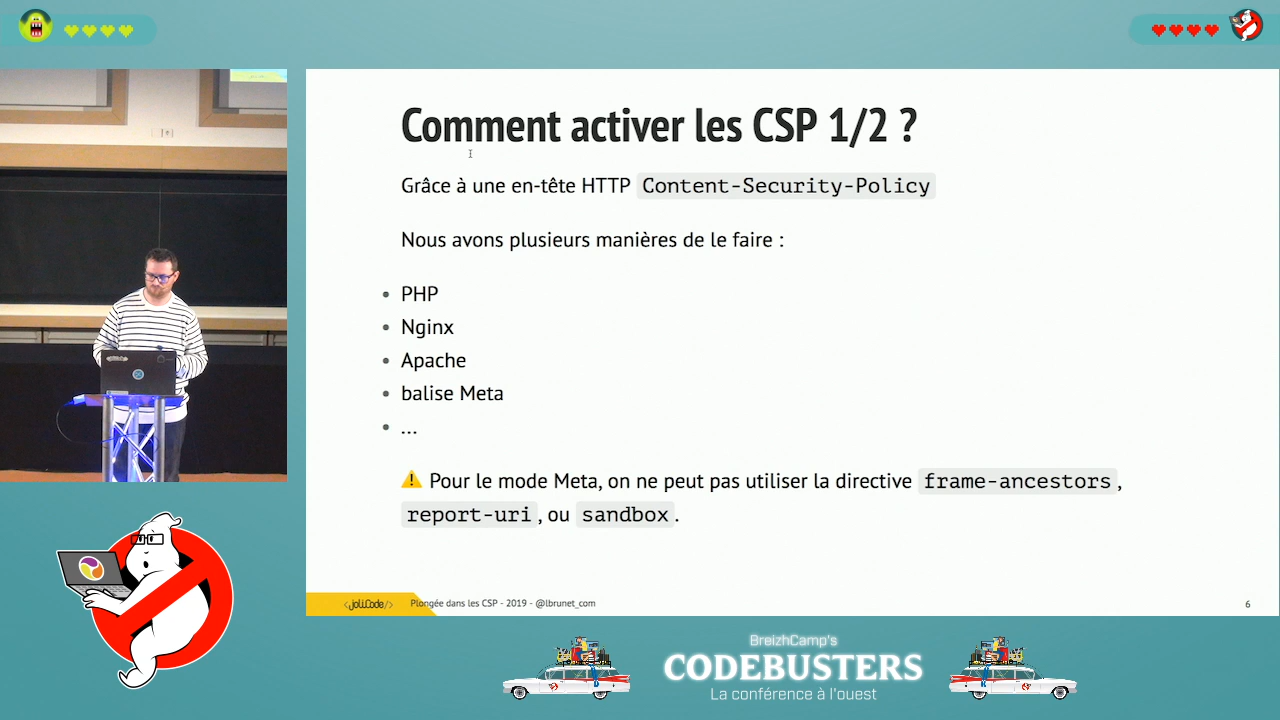 Comment activer les CSP 1/2 ?
Grâce à une en-tête HTTP Content-Security-Policy
Nous avons plusieurs manières de le faire :
• PHP
• Nginx
• Apache
• balise Meta
• ...
⚠ Pour le mode Meta, on ne peut pas utiliser la directive frame-ancestors,
report-uri, ou sandbox.
<joliCode/> Plongée dans les CSP - 2019 - @lbrunet_com 6
BreizhCamp's
CODEBUSTERS
La conférence à l'ouest